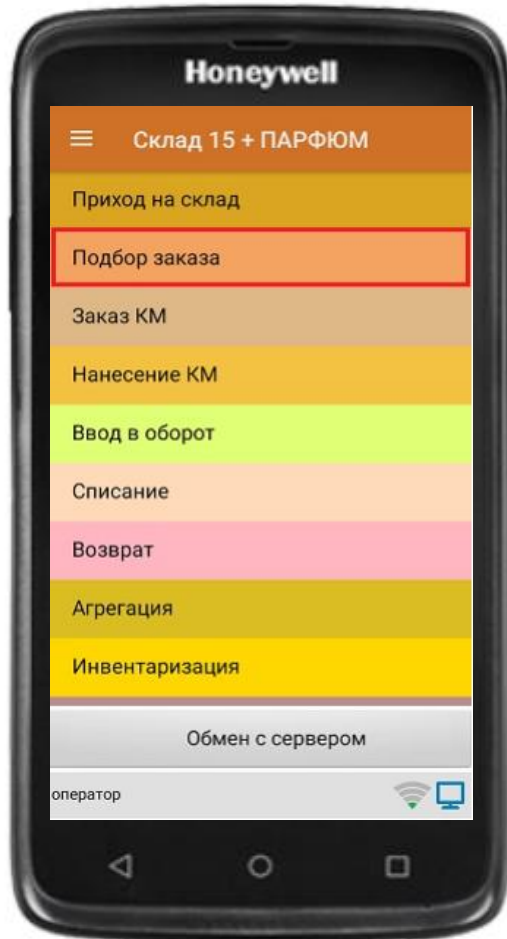 Honeywell
Склад 15 + ПАРФЮМ
Приход на склад
Подбор заказа
Заказ КМ
Нанесение КМ
Ввод в оборот
Списание
Возврат
Агрегация
Инвентаризация
Обмен с сервером
оператор